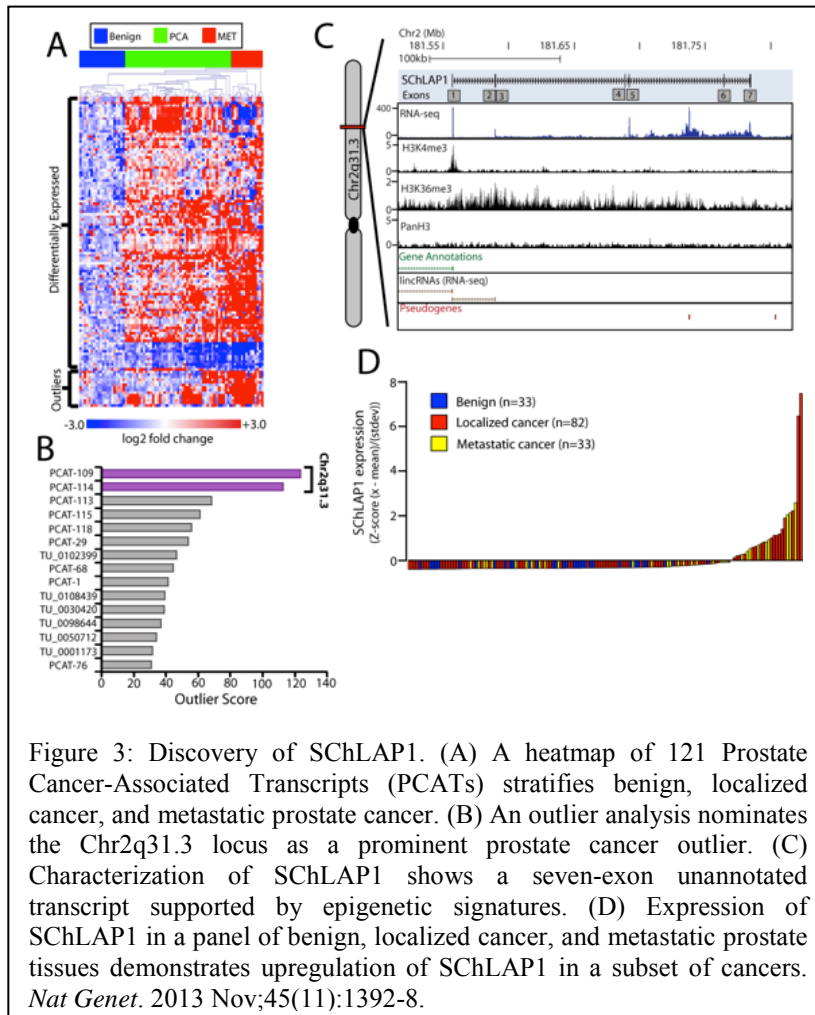 A
Benign PCA MET
Differentially Expressed
Outliers
-3.0 +3.0
log2 fold change
B
PCAT-109
PCAT-114
PCAT-113
PCAT-115
PCAT-118
PCAT-29
TU_0102399
PCAT-68
PCAT-1
TU_0108439
TU_0030420
TU_0098644
TU_0050712
TU_0001173
PCAT-76
Chr2q31.3
0 20 40 60 80 100 120 140
Outlier Score
C
Chr2q31.3
Chr2 (Mb)
181.55 181.65 181.75
100kb
SChLAP1
Exons 1 2 3 4 5 6 7
RNA-seq
400
0
H3K4me3
5
0
H3K36me3
2
0
PanH3
5
0
Gene Annotations
lincRNAs (RNA-seq)
Pseudogenes
D
SChLAP1 expression
(Z-score (x - mean)/(stdev))
8
6
4
2
0
Benign (n=33)
Localized cancer (n=82)
Metastatic cancer (n=33)
Figure 3: Discovery of SChLAP1. (A) A heatmap of 121 Prostate
Cancer-Associated Transcripts (PCATs) stratifies benign, localized
cancer, and metastatic prostate cancer. (B) An outlier analysis nominates
the Chr2q31.3 locus as a prominent prostate cancer outlier. (C)
Characterization of SChLAP1 shows a seven-exon unannotated
transcript supported by epigenetic signatures. (D) Expression of
SChLAP1 in a panel of benign, localized cancer, and metastatic prostate
tissues demonstrates upregulation of SChLAP1 in a subset of cancers.
Nat Genet. 2013 Nov;45(11):1392-8.